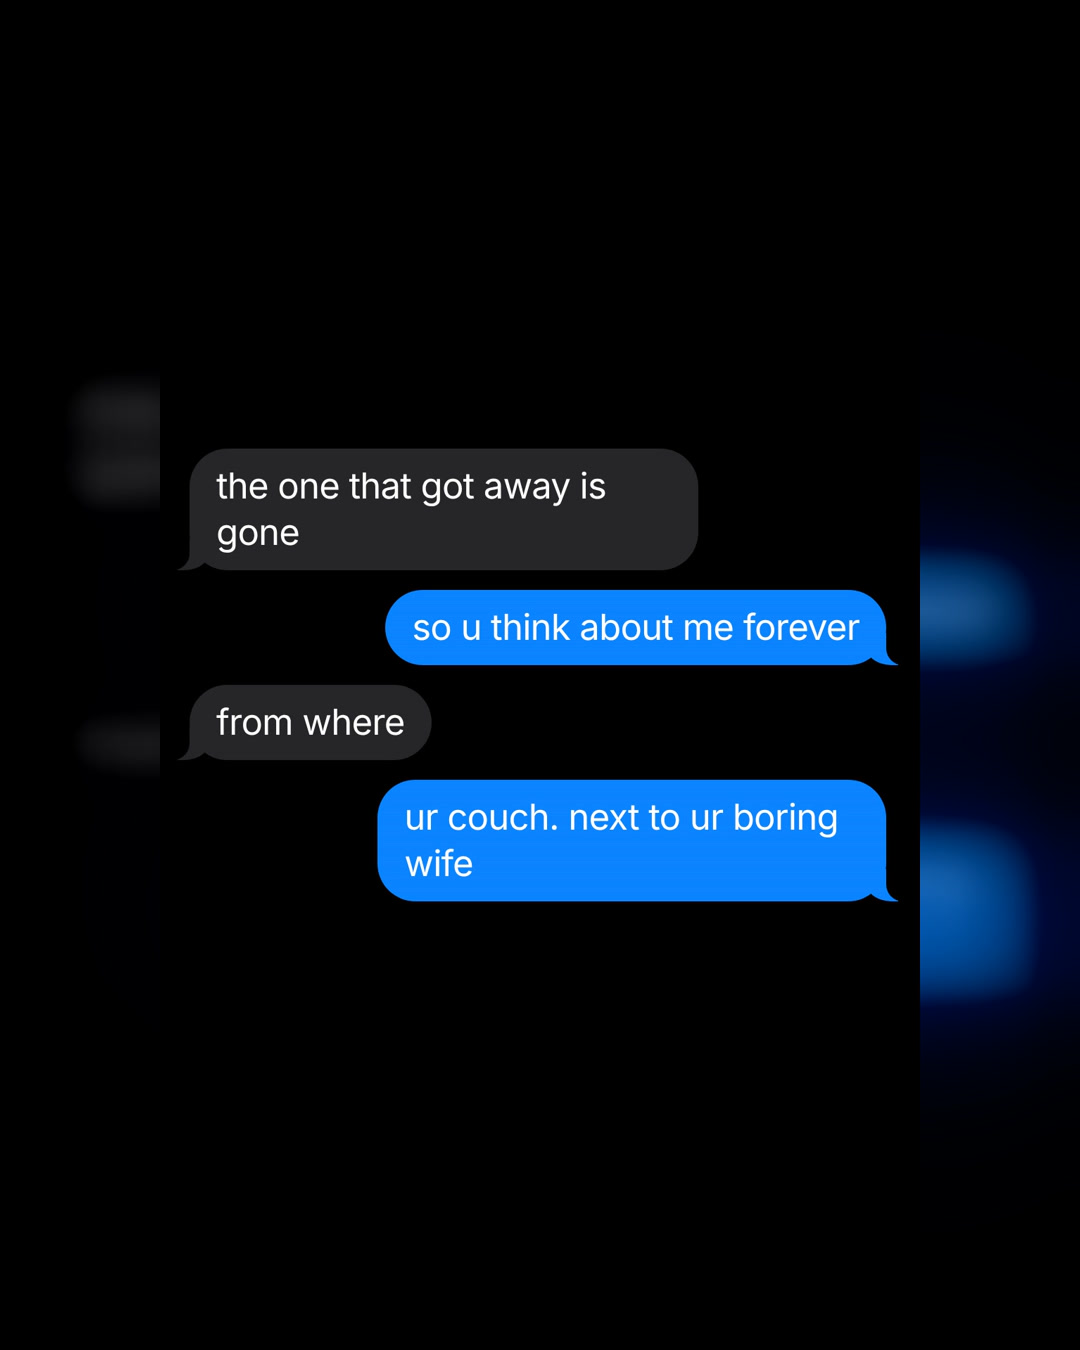 the one that got away is
gone
so u think about me forever
from where
ur couch. next to ur boring
wife